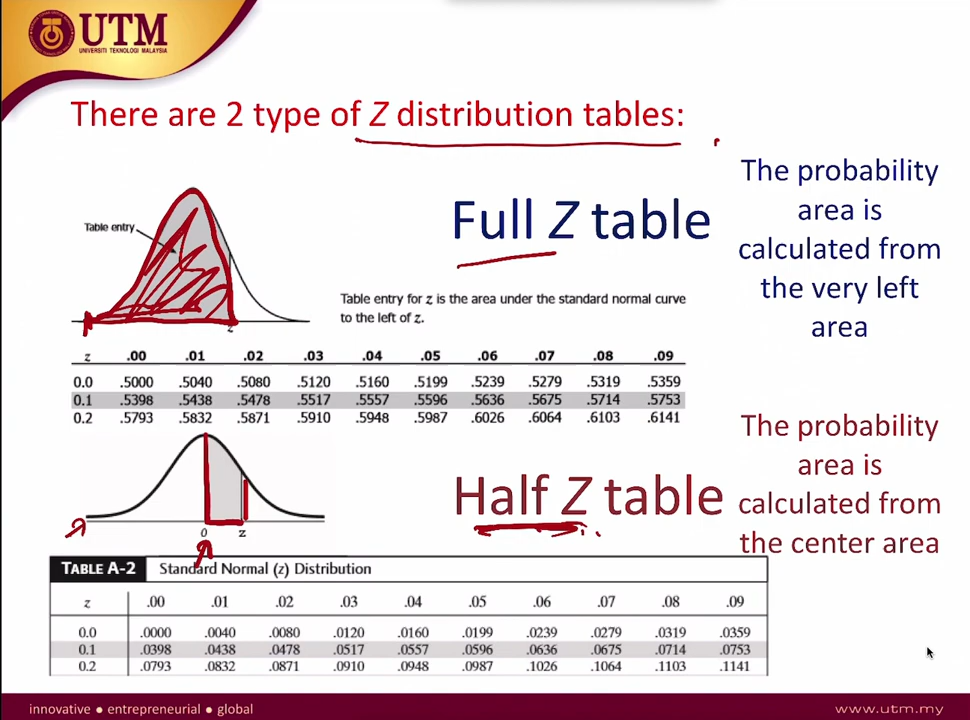 UTM
UNIVERSITI TEKNOLOGI MALAYSIA
There are 2 type of Z distribution tables:
Table entry
z
Full Z table
The probability
area is
calculated from
the very left
area
Table entry for z is the area under the standard normal curve
to the left of z.
z .00 .01 .02 .03 .04 .05 .06 .07 .08 .09
0.0 .5000 .5040 .5080 .5120 .5160 .5199 .5239 .5279 .5319 .5359
0.1 .5398 .5438 .5478 .5517 .5557 .5596 .5636 .5675 .5714 .5753
0.2 .5793 .5832 .5871 .5910 .5948 .5987 .6026 .6064 .6103 .6141
0 z
Half Z table
The probability
area is
calculated from
the center area
TABLE A-2 Standard Normal (z) Distribution
z .00 .01 .02 .03 .04 .05 .06 .07 .08 .09
0.0 .0000 .0040 .0080 .0120 .0160 .0199 .0239 .0279 .0319 .0359
0.1 .0398 .0438 .0478 .0517 .0557 .0596 .0636 .0675 .0714 .0753
0.2 .0793 .0832 .0871 .0910 .0948 .0987 .1026 .1064 .1103 .1141
innovative ● entrepreneurial ● global
www.utm.my